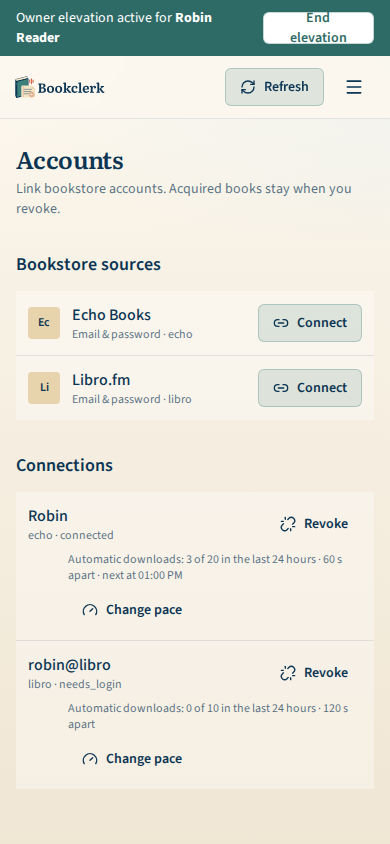 Owner elevation active for Robin
Reader
End
elevation
Bookclerk
Refresh
Accounts
Link bookstore accounts. Acquired books stay when you
revoke.
Bookstore sources
Ec
Echo Books
Email & password · echo
Connect
Li
Libro.fm
Email & password · libro
Connect
Connections
Robin
echo · connected
Revoke
Automatic downloads: 3 of 20 in the last 24 hours · 60 s
apart · next at 01:00 PM
Change pace
robin@libro
libro · needs_login
Revoke
Automatic downloads: 0 of 10 in the last 24 hours · 120 s
apart
Change pace